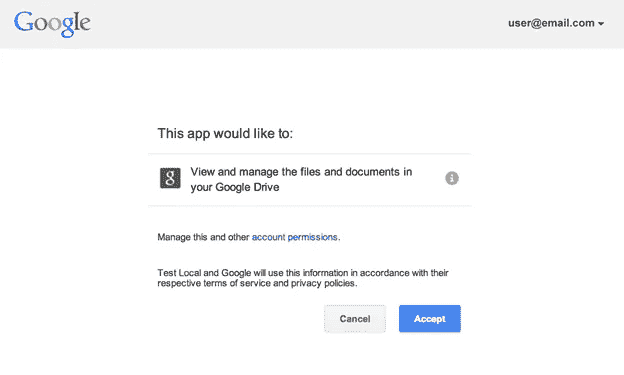 Google
user@email.com
This app would like to:
g
View and manage the files and documents in
your Google Drive
i
Manage this and other account permissions.
Test Local and Google will use this information in accordance with their
respective terms of service and privacy policies.
Cancel
Accept